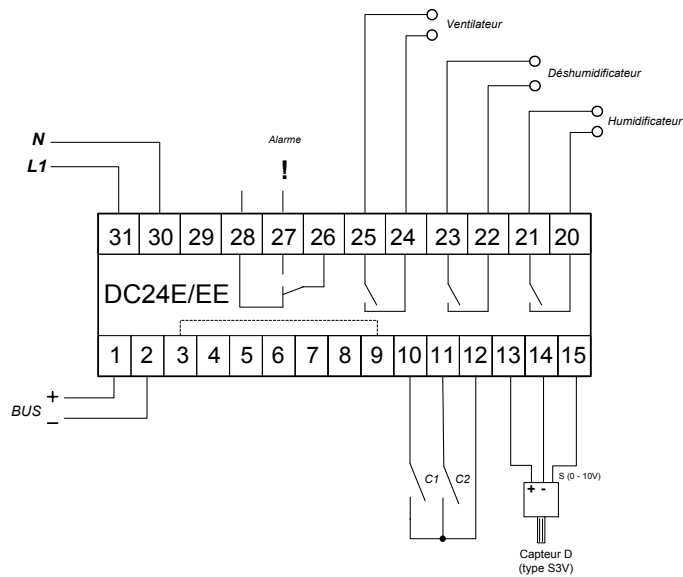 Ventilateur
Déshumidificateur
Humidificateur
N
L1
Alarme
!
31 30 29 28 27 26 25 24 23 22 21 20
DC24E/EE
1 2 3 4 5 6 7 8 9 10 11 12 13 14 15
BUS + −
C1 C2
S (0 - 10V)
+ -
Capteur D
(type S3V)